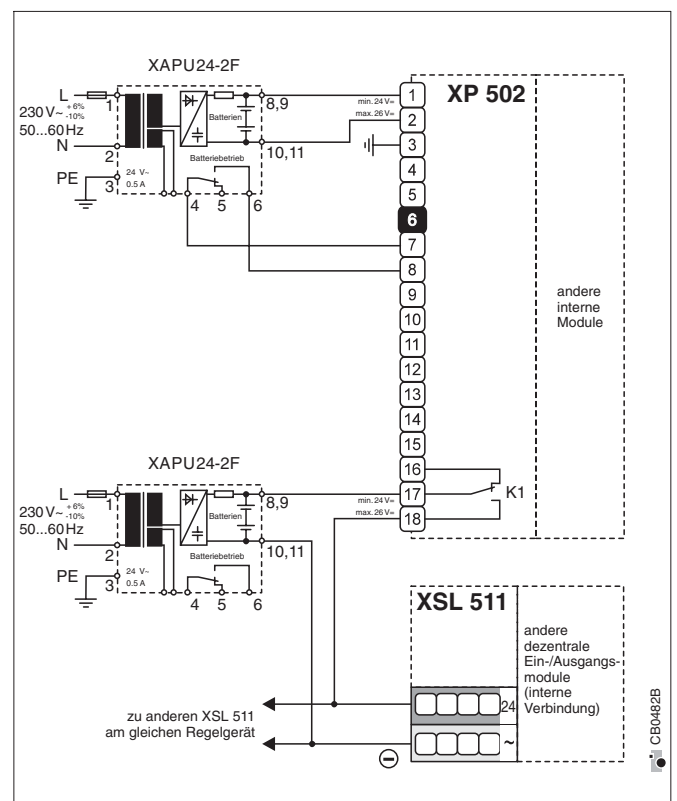 XAPU24-2F
L
230 V~ +6% -10%
50...60 Hz
N
PE
1
2
3
24 V~
0.5 A
Batterien
Batteriebetrieb
8,9
10,11
4 5 6
min. 24 V=
max. 26 V=
XP 502
1
2
3
4
5
6
7
8
9
10
11
12
13
14
15
16
17
18
K1
andere
interne
Module
XAPU24-2F
L
230 V~ +6% -10%
50...60 Hz
N
PE
1
2
3
24 V~
0.5 A
Batterien
Batteriebetrieb
8,9
10,11
4 5 6
min. 24 V=
max. 26 V=
XSL 511
andere
dezentrale
Ein-/Ausgangs-
module
(interne
Verbindung)
24
~
zu anderen XSL 511
am gleichen Regelgerät
CB0482B